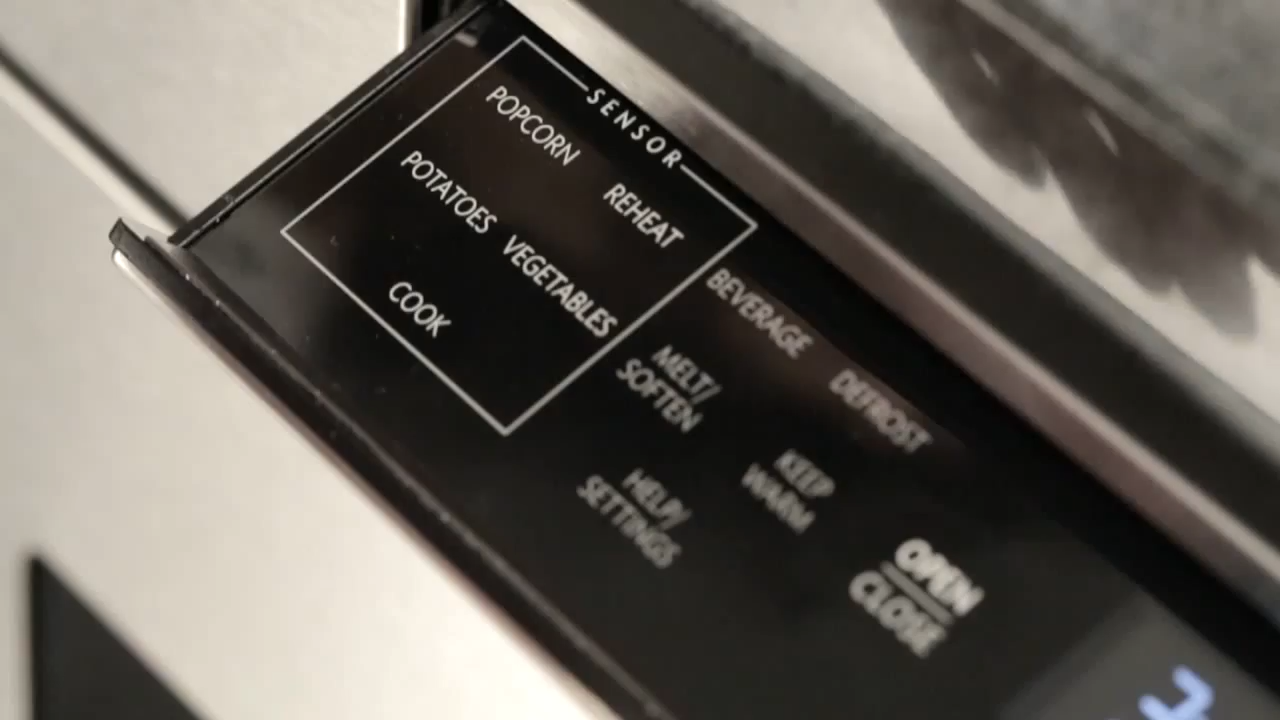 SENSOR
POPCORN
REHEAT
POTATOES
VEGETABLES
COOK
BEVERAGE
DEFROST
MELT/
SOFTEN
KEEP
WARM
HELP/
SETTINGS
OPEN
CLOSE